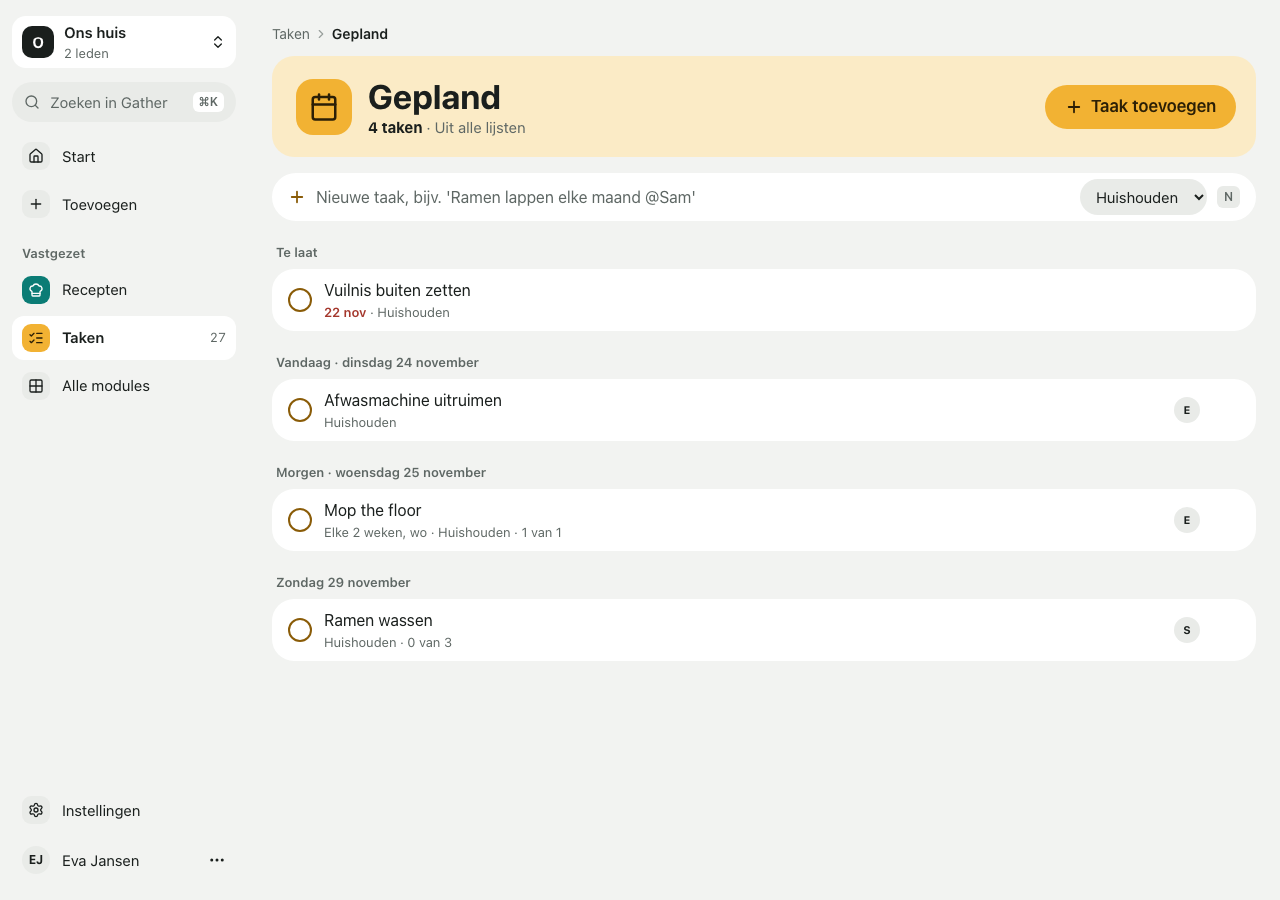 O
Ons huis
2 leden
Zoeken in Gather ⌘K
Start
Toevoegen
Vastgezet
Recepten
Taken 27
Alle modules
Instellingen
EJ Eva Jansen
Taken > Gepland
Gepland
4 taken · Uit alle lijsten
Taak toevoegen
Nieuwe taak, bijv. 'Ramen lappen elke maand @Sam' Huishouden N
Te laat
Vuilnis buiten zetten
22 nov · Huishouden
Vandaag · dinsdag 24 november
Afwasmachine uitruimen
Huishouden
E
Morgen · woensdag 25 november
Mop the floor
Elke 2 weken, wo · Huishouden · 1 van 1
E
Zondag 29 november
Ramen wassen
Huishouden · 0 van 3
S